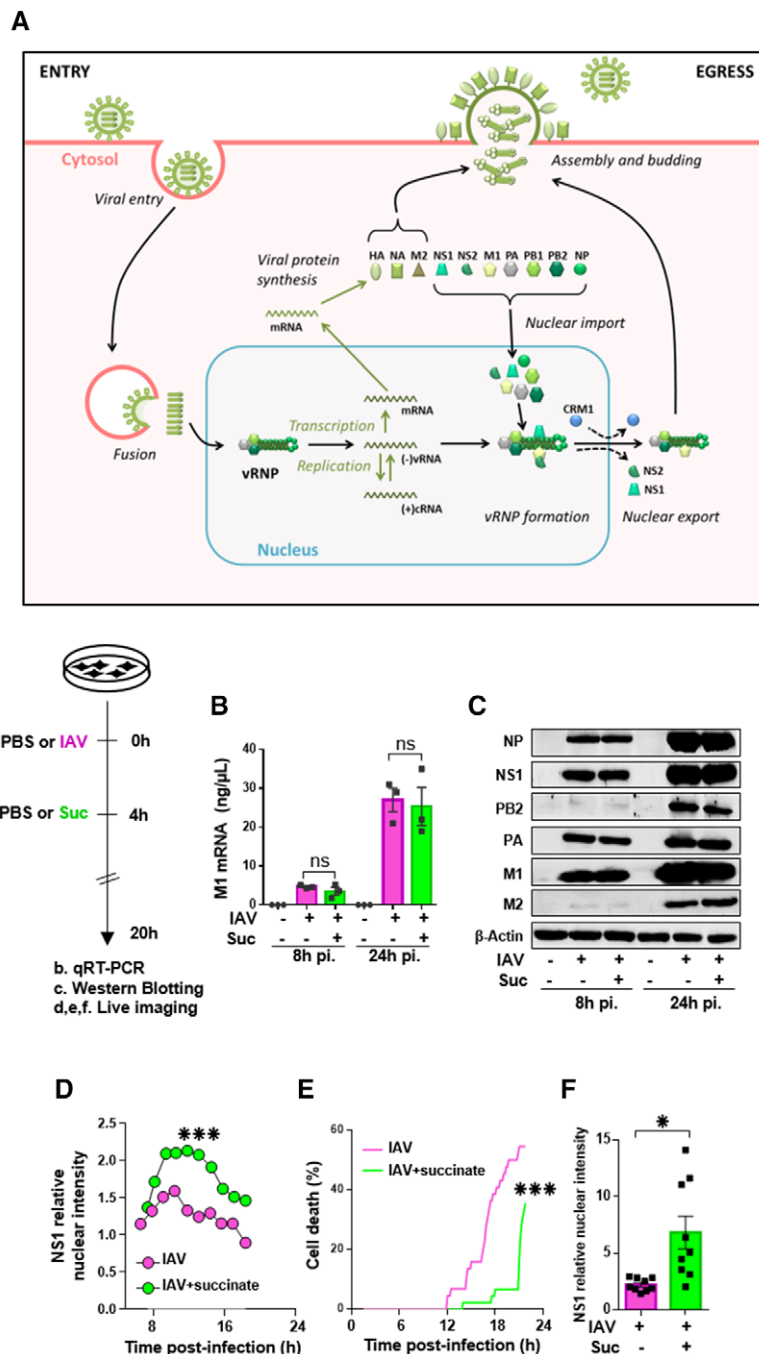 A
ENTRY
EGRESS
Cytosol
Assembly and budding
Viral entry
Viral protein
synthesis
HA NA M2 NS1 NS2 M1 PA PB1 PB2 NP
mRNA
Nuclear import
Fusion
vRNP
Transcription
mRNA
Replication
(-)vRNA
(+)cRNA
CRM1
NS2
NS1
vRNP formation
Nuclear export
Nucleus
PBS or IAV 0h
PBS or Suc 4h
20h
b. qRT-PCR
c. Western Blotting
d,e,f. Live imaging
B
M1 mRNA (ng/µL)
40
30
20
10
0
ns
ns
IAV - + + - + +
Suc - - + - - +
8h pi. 24h pi.
C
NP
NS1
PB2
PA
M1
M2
β-Actin
IAV - + + - + +
Suc - - + - - +
8h pi. 24h pi.
D
NS1 relative
nuclear intensity
2.5
2.0
1.5
1.0
0.5
0.0
***
IAV
IAV+succinate
8 16 24
Time post-infection (h)
E
Cell death (%)
60
40
20
0
IAV
IAV+succinate
***
0 6 12 18 24
Time post-infection (h)
F
NS1 relative nuclear intensity
15
10
5
0
*
IAV + +
Suc - +